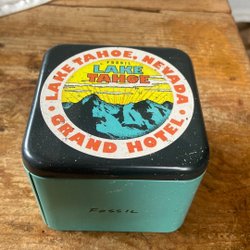 LAKE TAHOE, NEVADA
FOSSIL
LAKE
TAHOE
GRAND HOTEL
FOSSIL